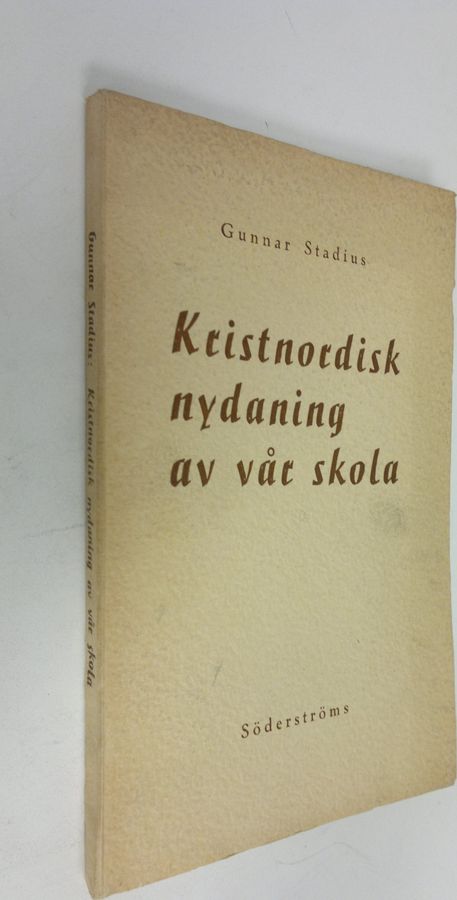 Gunnar Stadius
Kristnordisk
nydaning
av vår skola
Söderströms
Gunnar Stadius: Kristnordisk nydaning av vår skola